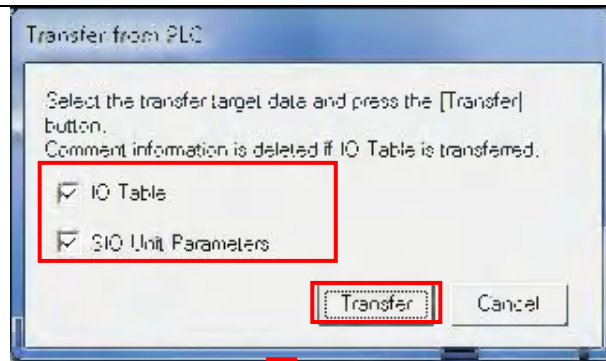 Transfer from PLC
Select the transfer target data and press the [Transfer]
button.
Comment information is deleted if IO Table is transferred.
IO Table
SIO Unit Parameters
Transfer
Cancel